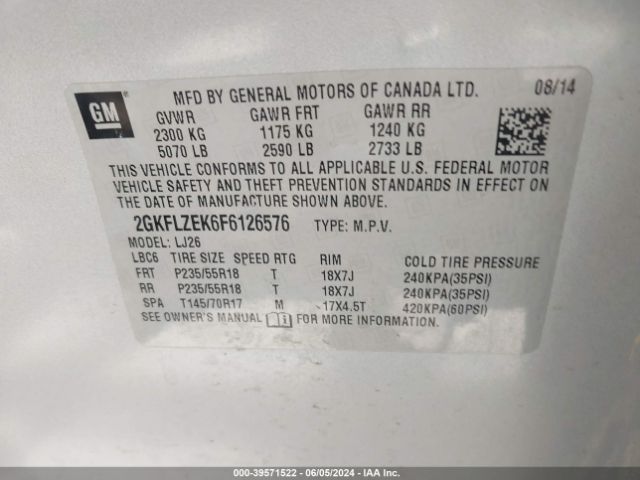 GM
MFD BY GENERAL MOTORS OF CANADA LTD. 08/14
GVWR GAWR FRT GAWR RR
2300 KG 1175 KG 1240 KG
5070 LB 2590 LB 2733 LB
THIS VEHICLE CONFORMS TO ALL APPLICABLE U.S. FEDERAL MOTOR
VEHICLE SAFETY AND THEFT PREVENTION STANDARDS IN EFFECT ON
THE DATE OF MANUFACTURE SHOWN ABOVE.
2GKFLZEK6F6126576 TYPE: M.P.V.
MODEL: LJ26
LBC6 TIRE SIZE SPEED RTG RIM COLD TIRE PRESSURE
FRT P235/55R18 T 18X7J 240KPA(35PSI)
RR P235/55R18 T 18X7J 240KPA(35PSI)
SPA T145/70R17 M 17X4.5T 420KPA(60PSI)
SEE OWNER'S MANUAL FOR MORE INFORMATION.
000-39571522 - 06/05/2024 - IAAI.COM